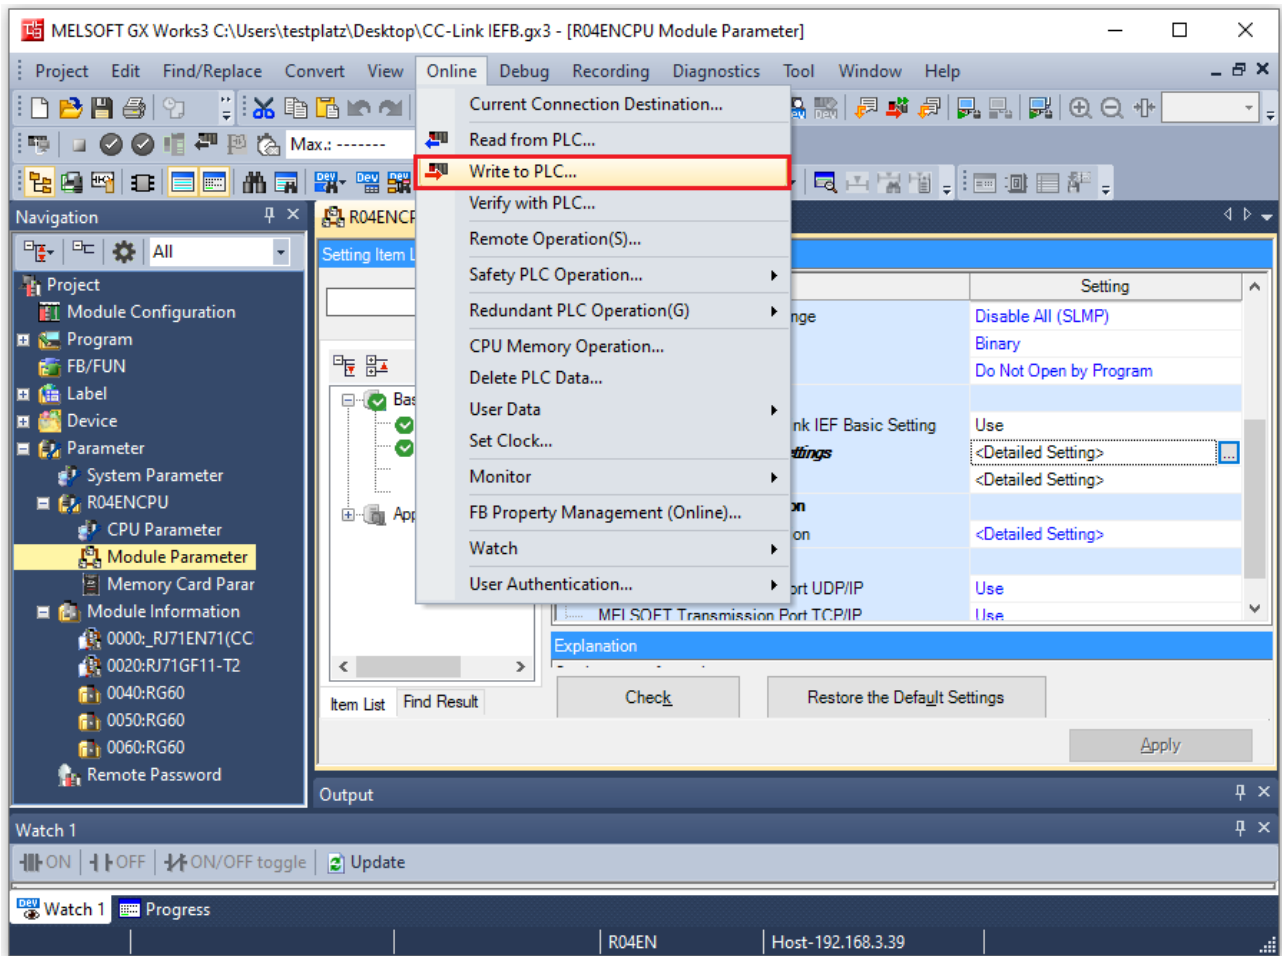 MELSOFT GX Works3 C:\Users\testplatz\Desktop\CC-Link IEFB.gx3 - [R04ENCPU Module Parameter]
Project Edit Find/Replace Convert View Online Debug Recording Diagnostics Tool Window Help
Max.: -------
Current Connection Destination...
Read from PLC...
Write to PLC...
Verify with PLC...
Remote Operation(S)...
Safety PLC Operation...
Redundant PLC Operation(G)
CPU Memory Operation...
Delete PLC Data...
User Data
Set Clock...
Monitor
FB Property Management (Online)...
Watch
User Authentication...
Navigation
All
Project
Module Configuration
Program
FB/FUN
Label
Device
Parameter
System Parameter
R04ENCPU
CPU Parameter
Module Parameter
Memory Card Parar
Module Information
0000:_RJ71EN71(CC
0020:RJ71GF11-T2
0040:RG60
0050:RG60
0060:RG60
Remote Password
R04ENCP
Setting Item L
Bas
App
Item List Find Result
Setting
nge Disable All (SLMP)
Binary
Do Not Open by Program
nk IEF Basic Setting Use
ttings <Detailed Setting>
<Detailed Setting>
on
on <Detailed Setting>
ort UDP/IP Use
MELSOFT Transmission Port TCP/IP Use
Explanation
Check Restore the Default Settings
Apply
Output
Watch 1
ON OFF ON/OFF toggle Update
Watch 1 Progress
R04EN Host-192.168.3.39